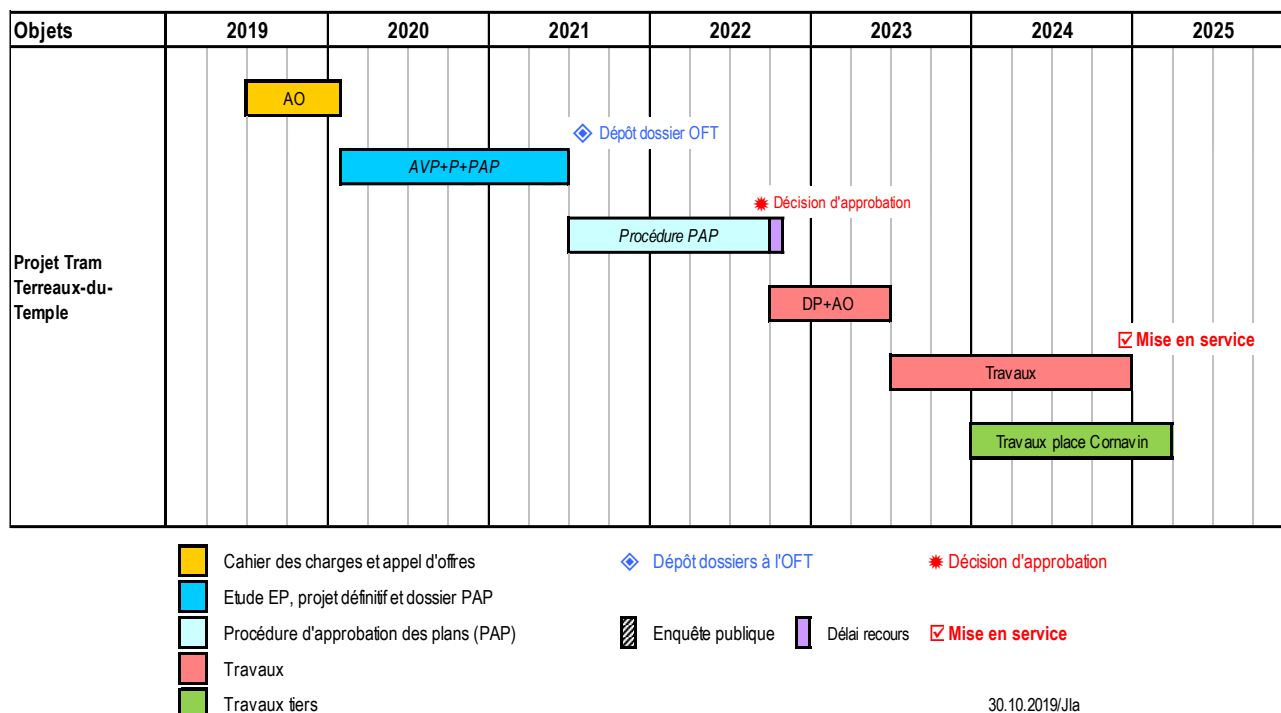 Objets 2019 2020 2021 2022 2023 2024 2025
AO
Dépôt dossier OFT
AVP+P+PAP
Décision d'approbation
Procédure PAP
Projet Tram
Terreaux-du-
Temple
DP+AO
Mise en service
Travaux
Travaux place Cornavin
Cahier des charges et appel d'offres Dépôt dossiers à l'OFT Décision d'approbation
Etude EP, projet définitif et dossier PAP
Procédure d'approbation des plans (PAP) Enquête publique Délai recours Mise en service
Travaux
Travaux tiers
30.10.2019/Jla